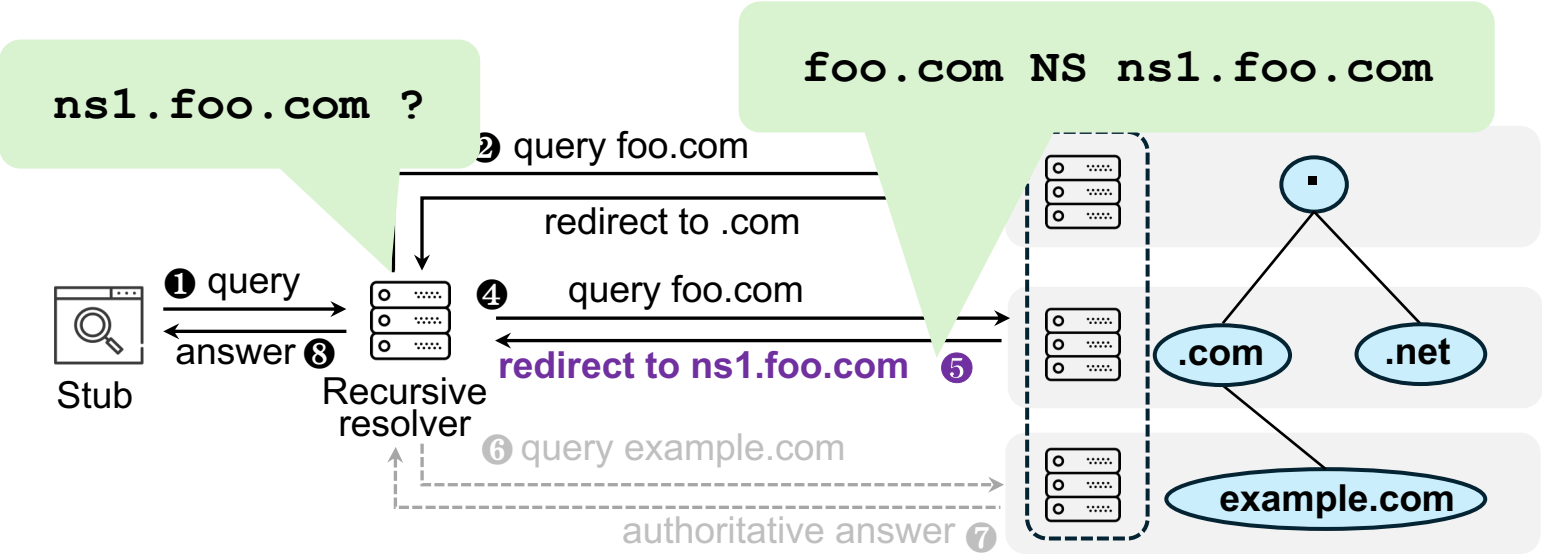 foo.com NS ns1.foo.com
ns1.foo.com ?
❷ query foo.com
redirect to .com
.
❶ query
answer ❽
Stub
Recursive
resolver
❹ query foo.com
redirect to ns1.foo.com ❺
.com
.net
❻ query example.com
authoritative answer ❼
example.com